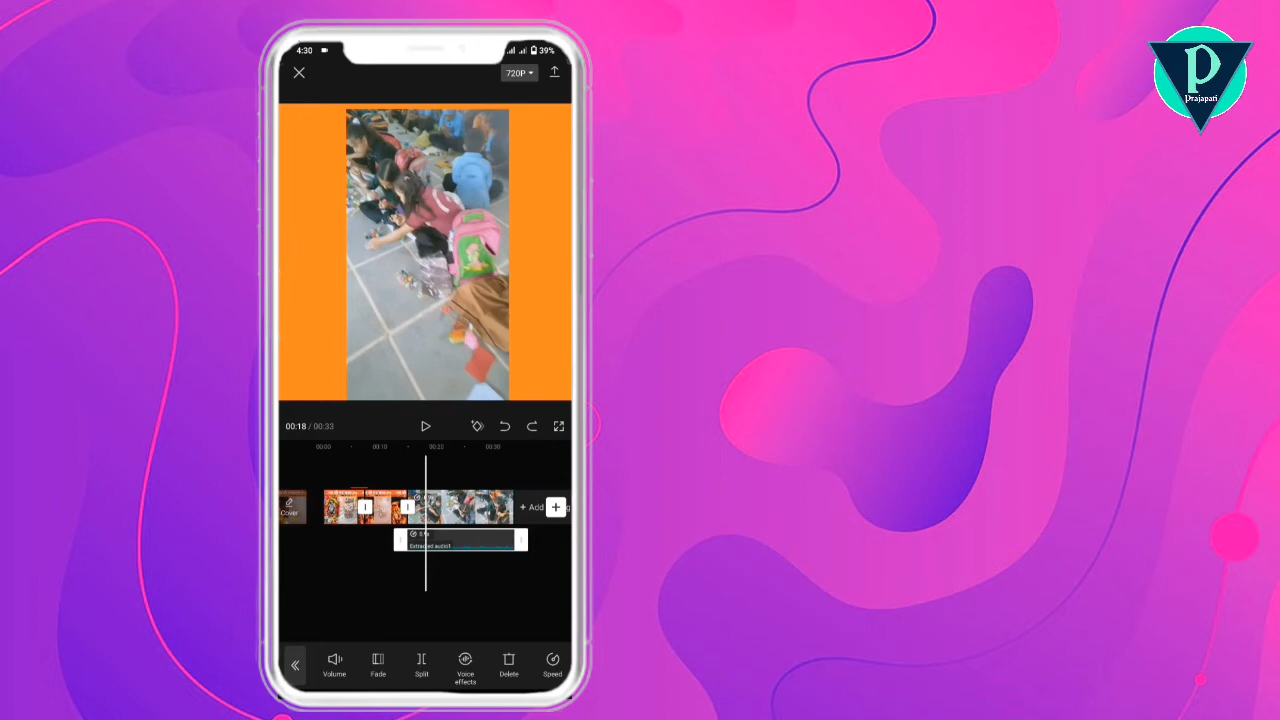 4:30
39%
720P
P
Prajapati
00:18 / 00:33
00:00
00:10
00:20
00:30
Cover
+ Add
Extracted audio1
Volume
Fade
Split
Voice effects
Delete
Speed